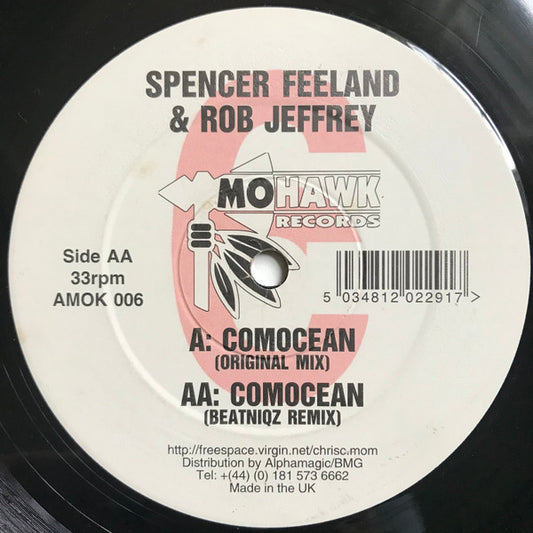 SPENCER FEELAND
& ROB JEFFREY
MOHAWK
RECORDS
Side AA
33rpm
AMOK 006
5 034812 022917 >
A: COMOCEAN
(ORIGINAL MIX)
AA: COMOCEAN
(BEATNIQZ REMIX)
http://freespace.virgin.net/chrisc.mom
Distribution by Alphamagic/BMG
Tel: +(44) (0) 181 573 6662
Made in the UK